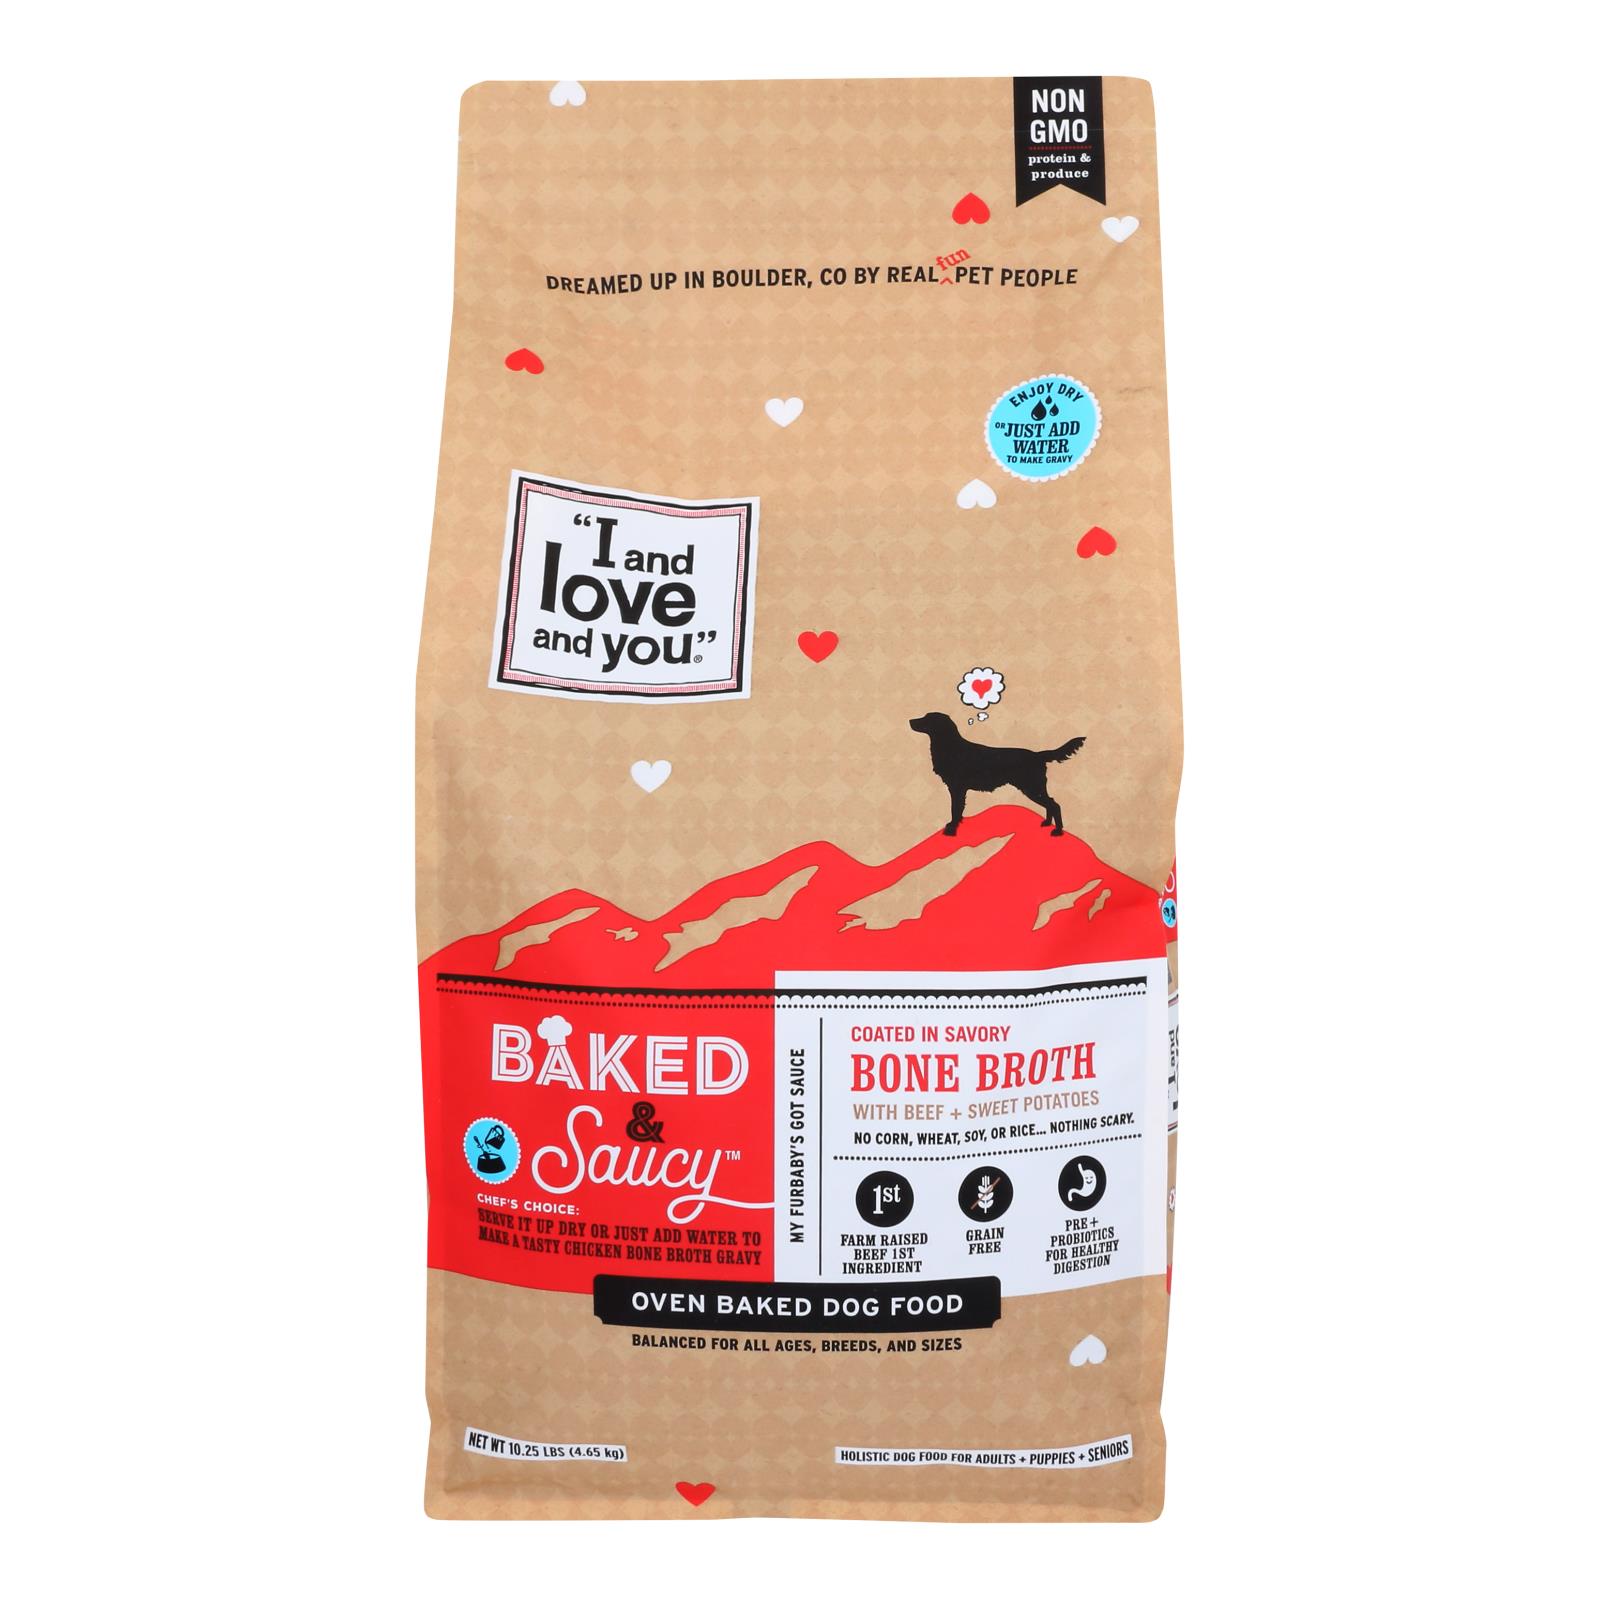 NON
GMO
protein &
produce
fun
DREAMED UP IN BOULDER, CO BY REAL ^ PET PEOPLE
ENJOY DRY
OR JUST ADD
WATER
TO MAKE GRAVY
“I and
love
and you”®
BAKED
&
Saucy™
CHEF'S CHOICE:
SERVE IT UP DRY OR JUST ADD WATER TO
MAKE A TASTY CHICKEN BONE BROTH GRAVY
MY FURBABY'S GOT SAUCE
COATED IN SAVORY
BONE BROTH
WITH BEEF + SWEET POTATOES
NO CORN, WHEAT, SOY, OR RICE... NOTHING SCARY.
1st
FARM RAISED
BEEF 1ST
INGREDIENT
GRAIN
FREE
PRE+
PROBIOTICS
FOR HEALTHY
DIGESTION
OVEN BAKED DOG FOOD
BALANCED FOR ALL AGES, BREEDS, AND SIZES
NET WT 10.25 LBS (4.65 kg)
HOLISTIC DOG FOOD FOR ADULTS + PUPPIES + SENIORS